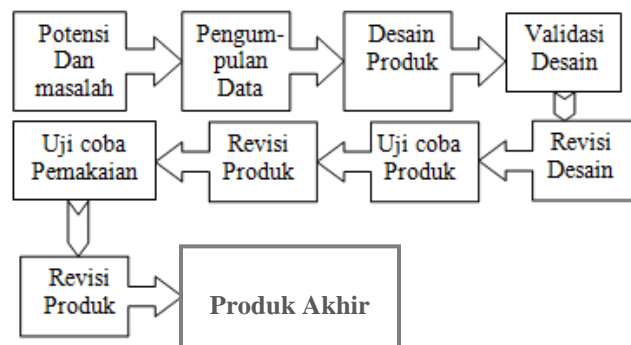 Potensi
Dan
masalah
Pengum-
pulan
Data
Desain
Produk
Validasi
Desain
Revisi
Desain
Uji coba
Produk
Revisi
Produk
Uji coba
Pemakaian
Revisi
Produk
Produk Akhir